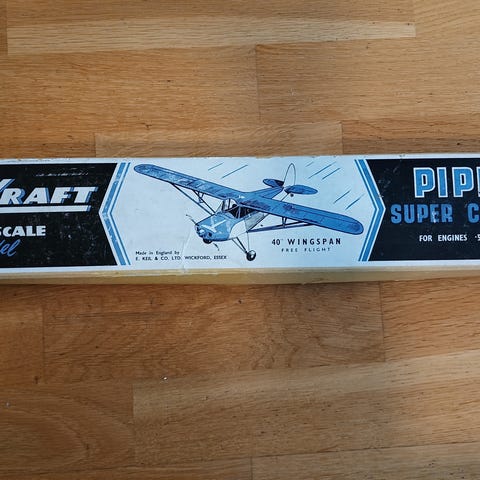 KRAFT
SCALE
Made in England by
E. KEIL & CO. LTD. WICKFORD, ESSEX
40" WINGSPAN
FREE FLIGHT
PIP
SUPER C
FOR ENGINES